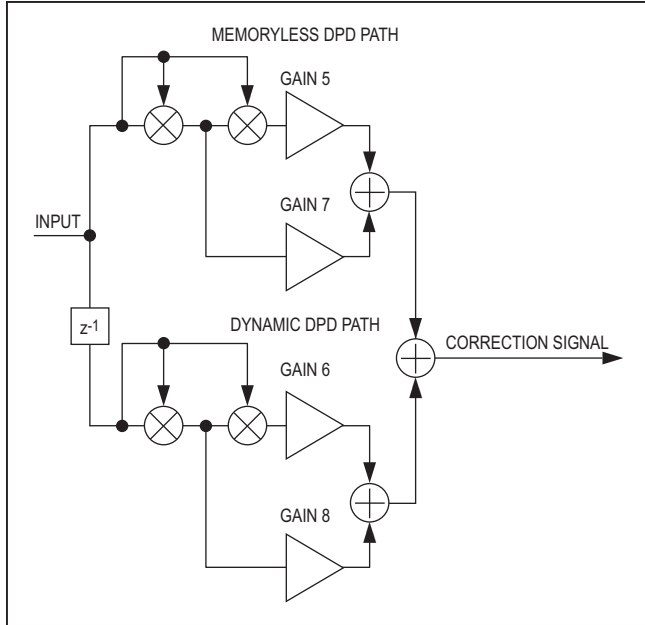 MEMORYLESS DPD PATH
GAIN 5
GAIN 7
INPUT
z-1
DYNAMIC DPD PATH
CORRECTION SIGNAL
GAIN 6
GAIN 8